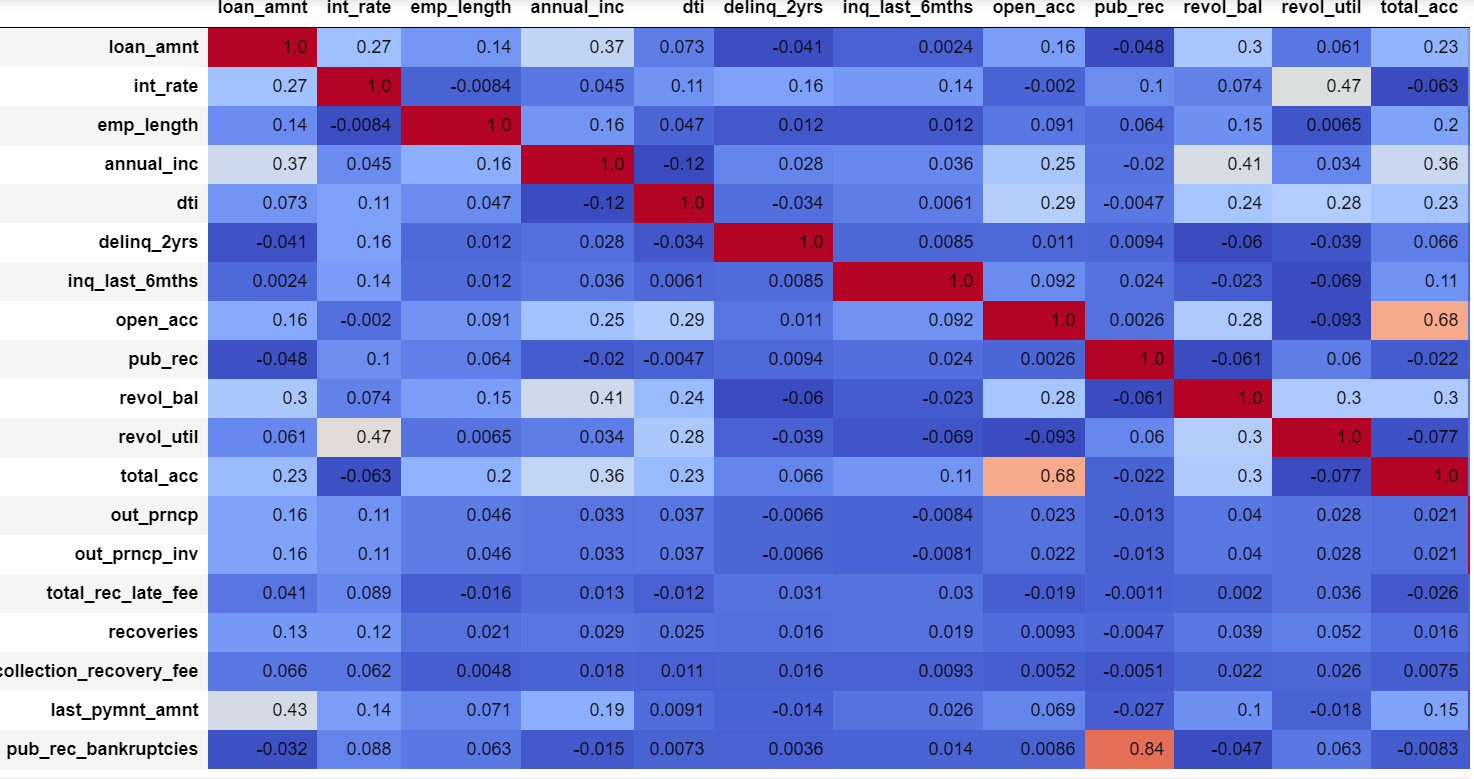 loan_amnt int_rate emp_length annual_inc dti delinq_2yrs inq_last_6mths open_acc pub_rec revol_bal revol_util total_acc
loan_amnt 1.0 0.27 0.14 0.37 0.073 -0.041 0.0024 0.16 -0.048 0.3 0.061 0.23
int_rate 0.27 1.0 -0.0084 0.045 0.11 0.16 0.14 -0.002 0.1 0.074 0.47 -0.063
emp_length 0.14 -0.0084 1.0 0.16 0.047 0.012 0.012 0.091 0.064 0.15 0.0065 0.2
annual_inc 0.37 0.045 0.16 1.0 -0.12 0.028 0.036 0.25 -0.02 0.41 0.034 0.36
dti 0.073 0.11 0.047 -0.12 1.0 -0.034 0.0061 0.29 -0.0047 0.24 0.28 0.23
delinq_2yrs -0.041 0.16 0.012 0.028 -0.034 1.0 0.0085 0.011 0.0094 -0.06 -0.039 0.066
inq_last_6mths 0.0024 0.14 0.012 0.036 0.0061 0.0085 1.0 0.092 0.024 -0.023 -0.069 0.11
open_acc 0.16 -0.002 0.091 0.25 0.29 0.011 0.092 1.0 0.0026 0.28 -0.093 0.68
pub_rec -0.048 0.1 0.064 -0.02 -0.0047 0.0094 0.024 0.0026 1.0 -0.061 0.06 -0.022
revol_bal 0.3 0.074 0.15 0.41 0.24 -0.06 -0.023 0.28 -0.061 1.0 0.3 0.3
revol_util 0.061 0.47 0.0065 0.034 0.28 -0.039 -0.069 -0.093 0.06 0.3 1.0 -0.077
total_acc 0.23 -0.063 0.2 0.36 0.23 0.066 0.11 0.68 -0.022 0.3 -0.077 1.0
out_prncp 0.16 0.11 0.046 0.033 0.037 -0.0066 -0.0084 0.023 -0.013 0.04 0.028 0.021
out_prncp_inv 0.16 0.11 0.046 0.033 0.037 -0.0066 -0.0081 0.022 -0.013 0.04 0.028 0.021
total_rec_late_fee 0.041 0.089 -0.016 0.013 -0.012 0.031 0.03 -0.019 -0.0011 0.002 0.036 -0.026
recoveries 0.13 0.12 0.021 0.029 0.025 0.016 0.019 0.0093 -0.0047 0.039 0.052 0.016
collection_recovery_fee 0.066 0.062 0.0048 0.018 0.011 0.016 0.0093 0.0052 -0.0051 0.022 0.026 0.0075
last_pymnt_amnt 0.43 0.14 0.071 0.19 0.0091 -0.014 0.026 0.069 -0.027 0.1 -0.018 0.15
pub_rec_bankruptcies -0.032 0.088 0.063 -0.015 0.0073 0.0036 0.014 0.0086 0.84 -0.047 0.063 -0.0083